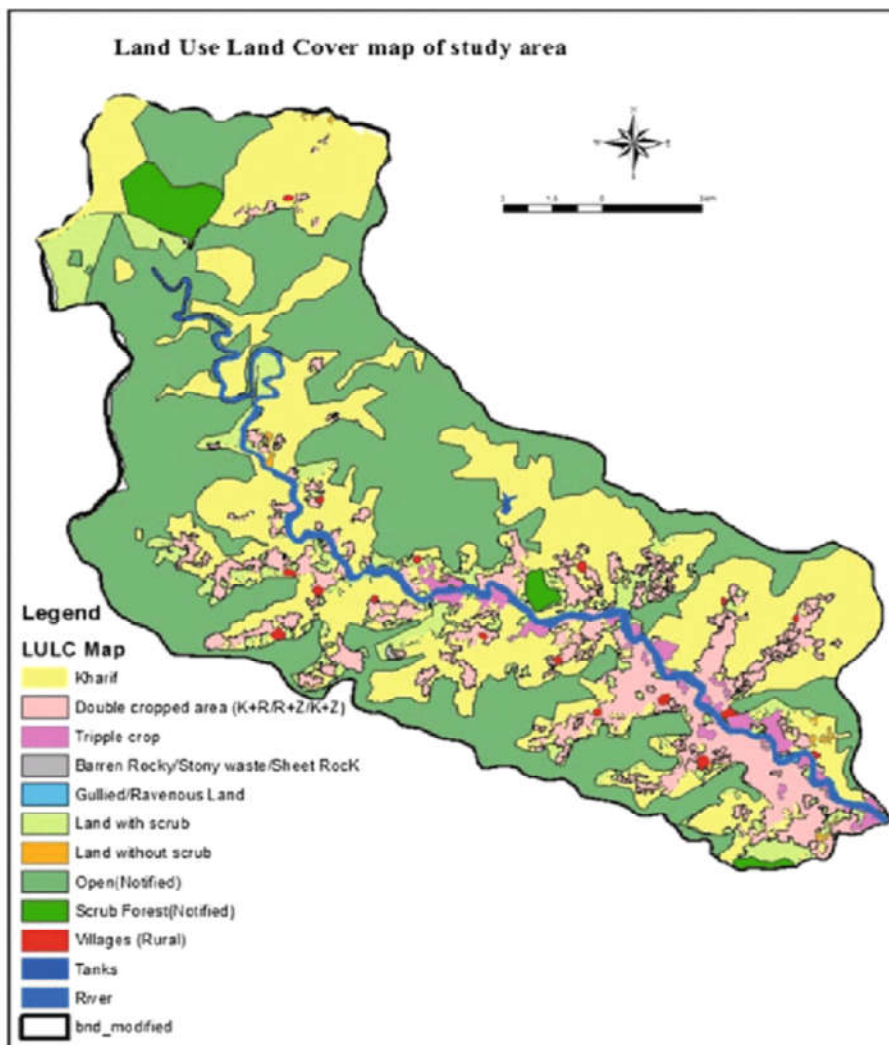 Land Use Land Cover map of study area
N
W
E
S
Legend
LULC Map
Kharif
Double cropped area (K+R/R+Z/K+Z)
Tripple crop
Barren Rocky/Stony waste/Sheet RocK
Gullied/Ravenous Land
Land with scrub
Land without scrub
Open(Notified)
Scrub Forest(Notified)
Villages (Rural)
Tanks
River
bnd_modified